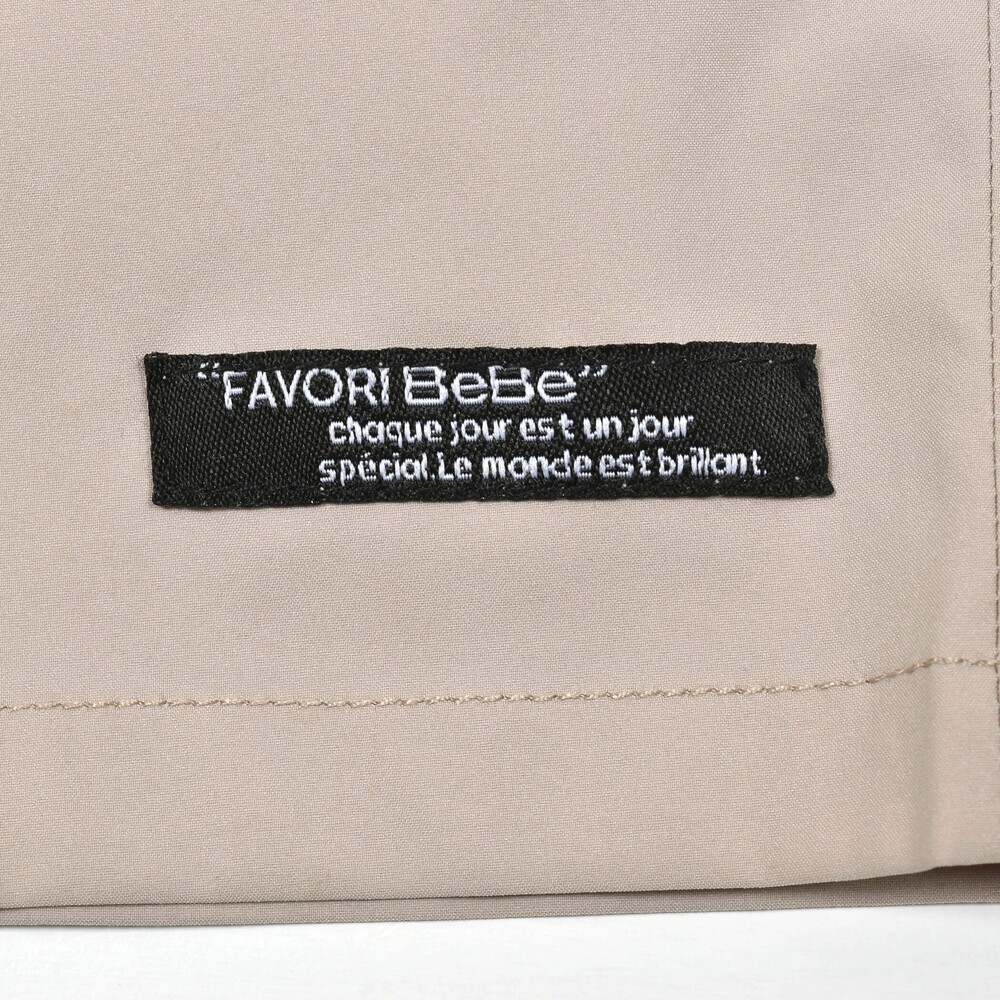 “FAVORI BeBe”
chaque jour est un jour
spécial.Le monde est brillant.